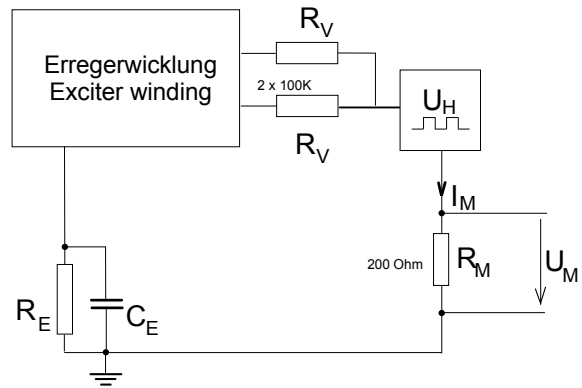 Erregerwicklung
Exciter winding
R_V
2 x 100K
R_V
U_H
I_M
200 Ohm
R_M
U_M
R_E
C_E